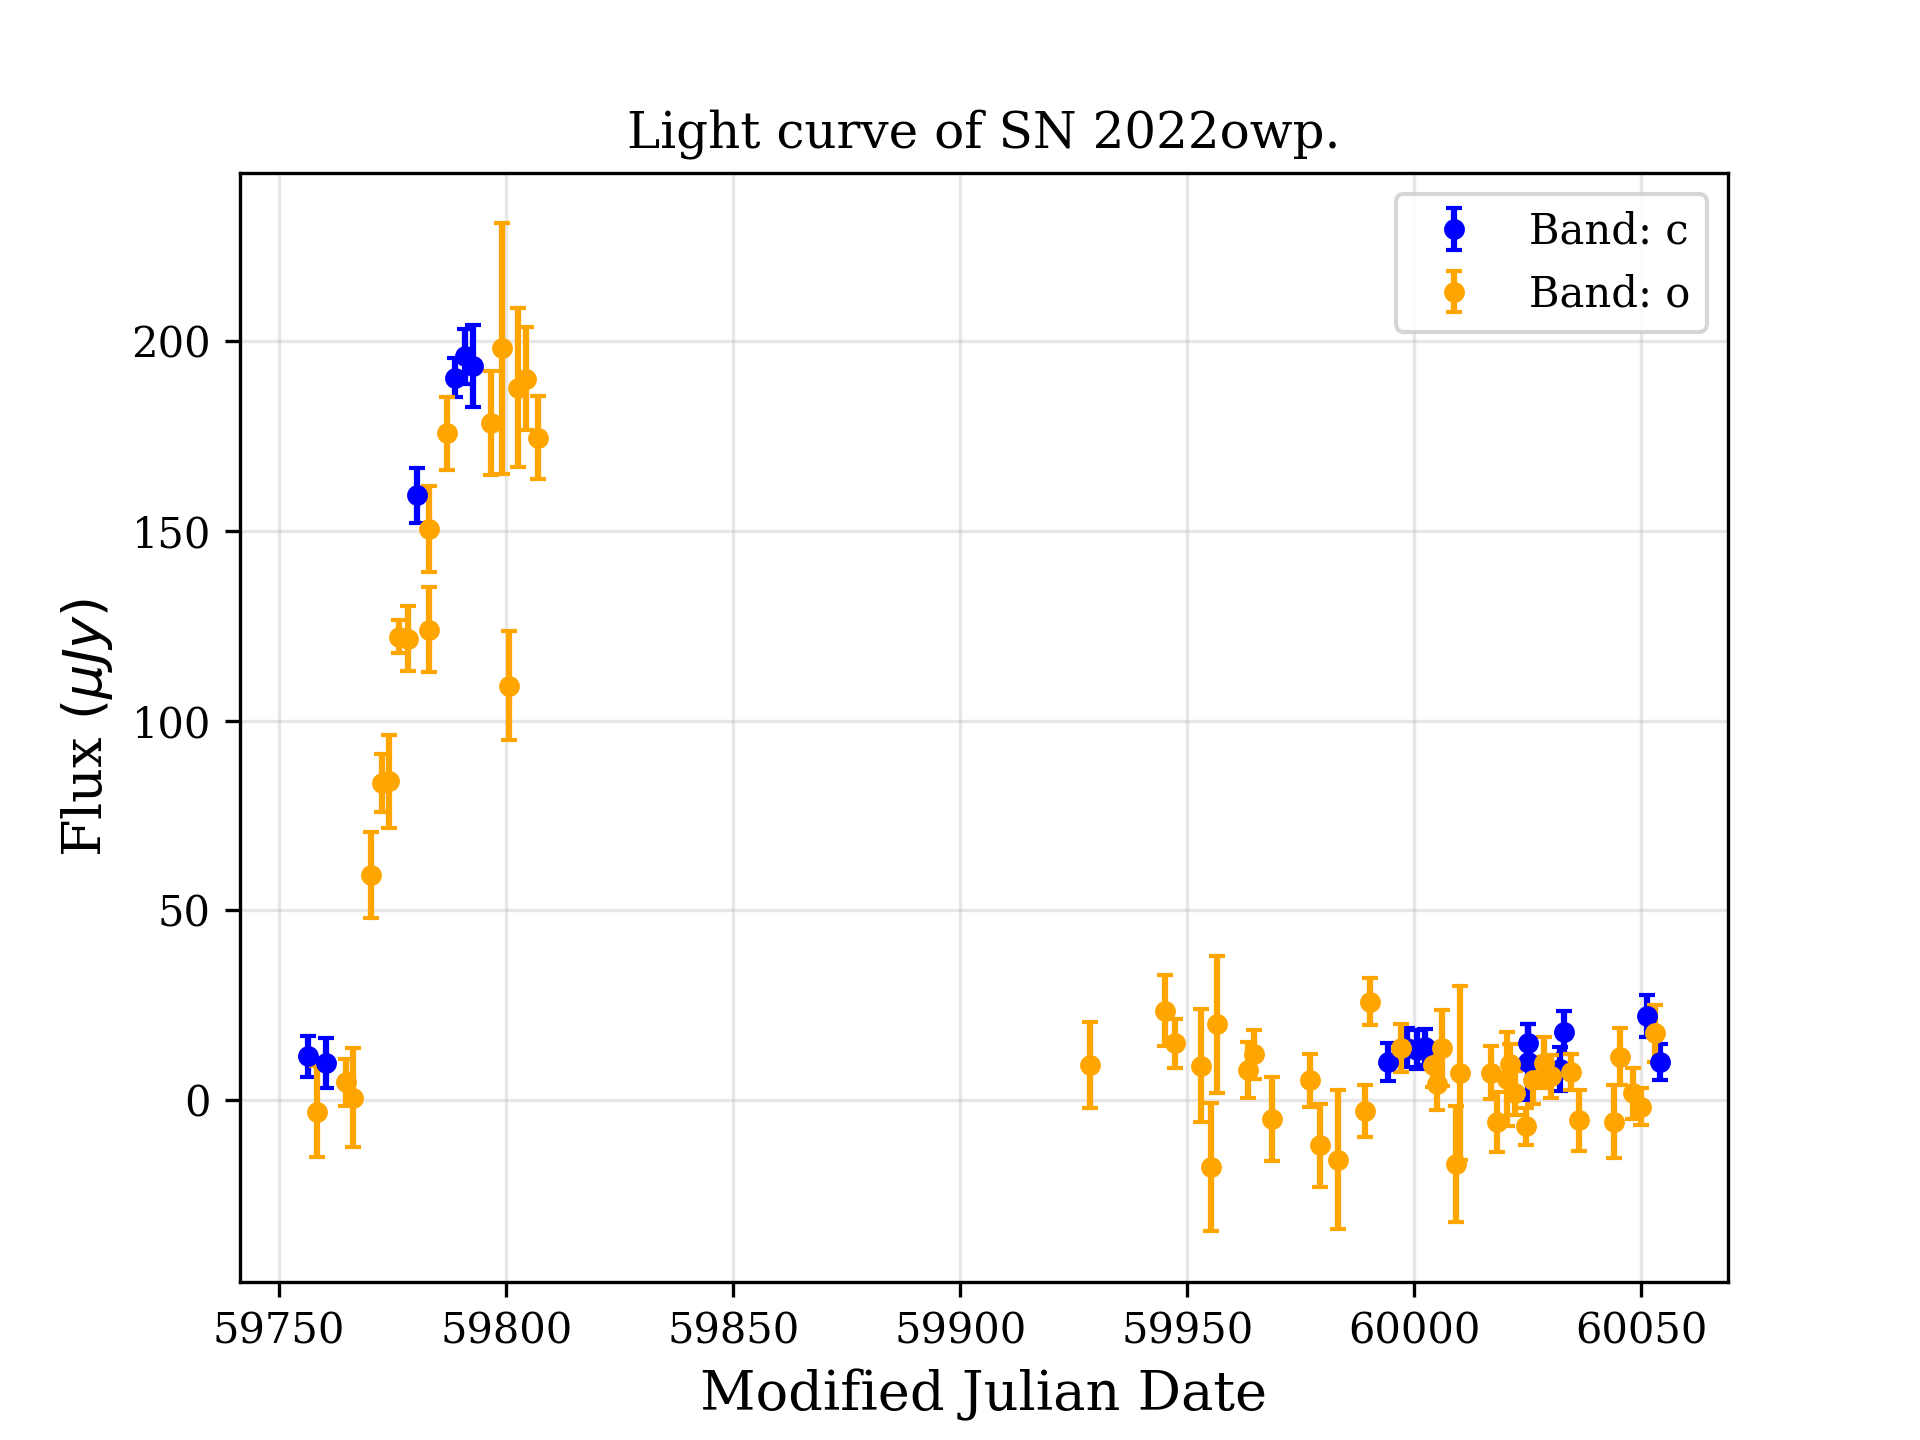 Light curve of SN 2022owp.
Band: c
Band: o
200
150
100
50
0
Flux (μJy)
59750 59800 59850 59900 59950 60000 60050
Modified Julian Date